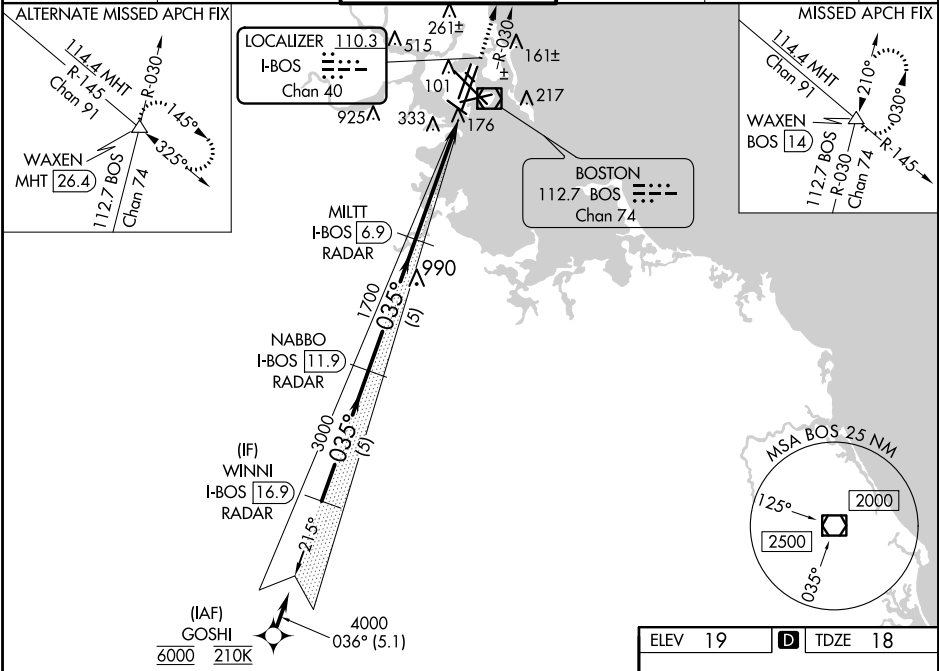 ALTERNATE MISSED APCH FIX
114.4 MHT
R-145
Chan 91
R-030
145°
325°
WAXEN
MHT 26.4
112.7 BOS
Chan 74
LOCALIZER 110.3
I-BOS
Chan 40
261±
515
R-030
161±
101
217
925
333
176
MISSED APCH FIX
114.4 MHT
Chan 91
210°
030°
WAXEN
BOS 14
R-145
112.7 BOS
R-030
Chan 74
BOSTON
112.7 BOS
Chan 74
MILTT
I-BOS 6.9
RADAR
990
1700
035°
(5)
NABBO
I-BOS 11.9
RADAR
3000
035°
(5)
(IF)
WINNI
I-BOS 16.9
RADAR
215°
MSA BOS 25 NM
125°
2000
2500
035°
(IAF)
GOSHI
6000 210K
4000
036° (5.1)
ELEV 19 D TDZE 18